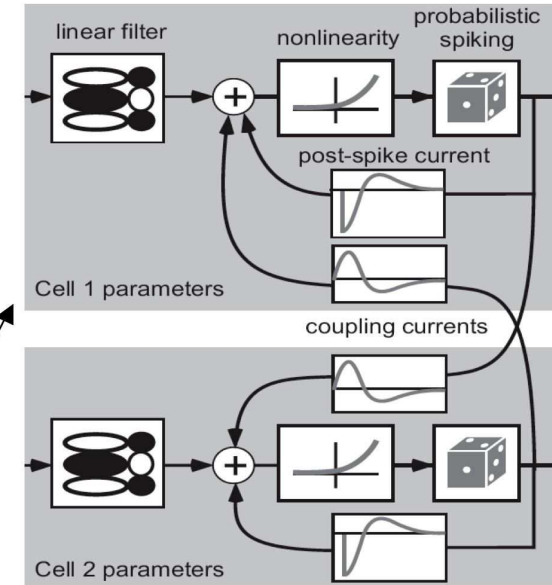 linear filter
nonlinearity
probabilistic
spiking
+
post-spike current
Cell 1 parameters
coupling currents
+
Cell 2 parameters